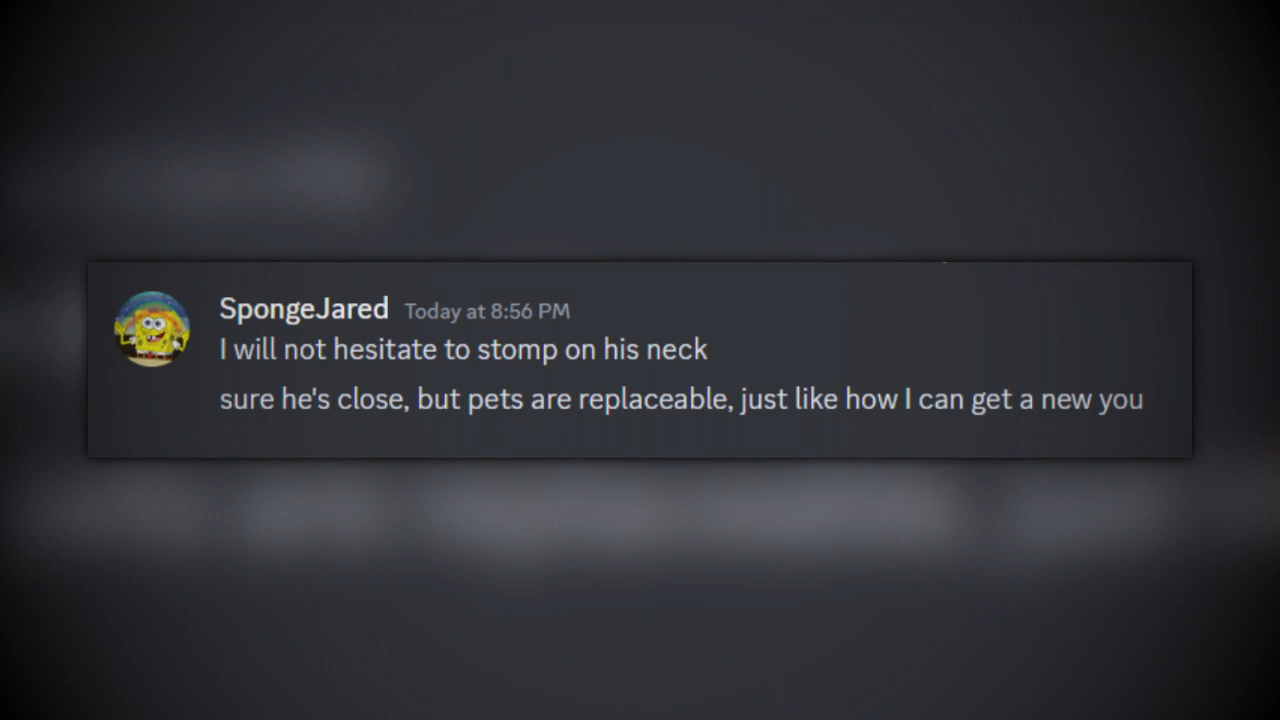 SpongeJared Today at 8:56 PM
I will not hesitate to stomp on his neck
sure he's close, but pets are replaceable, just like how I can get a new you